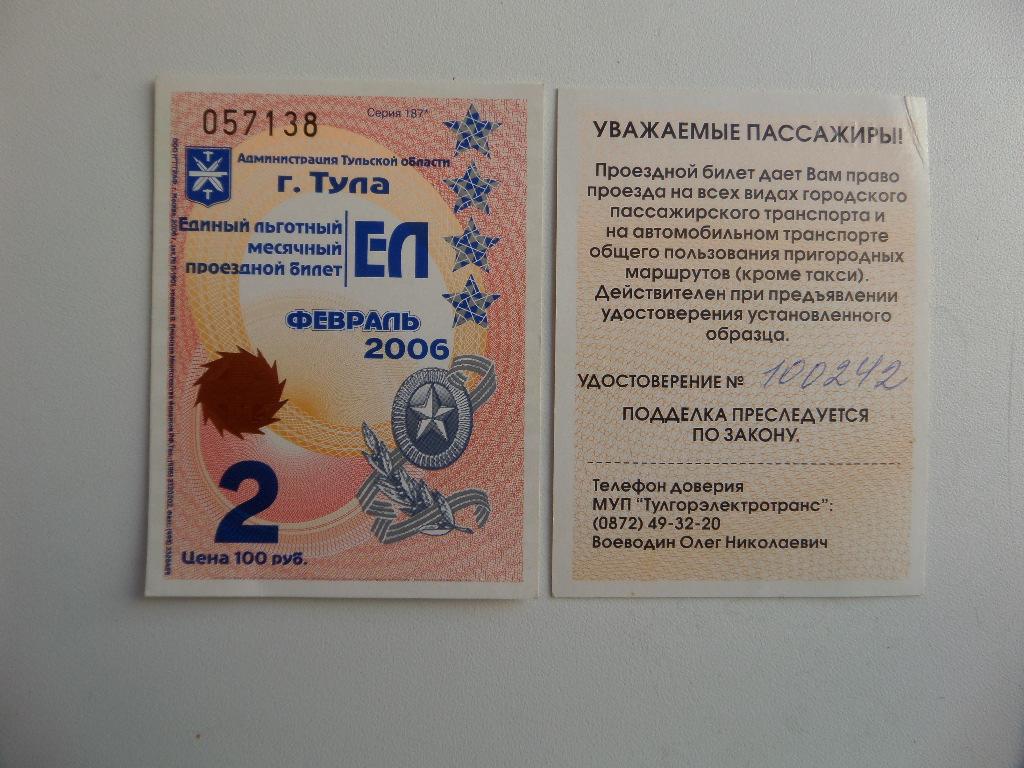 057138
Серия 187*
Администрация Тульской области
г. Тула
Единый льготный
месячный
проездной билет
ЕЛ
ФЕВРАЛЬ
2006
2
Цена 100 руб.
УВАЖАЕМЫЕ ПАССАЖИРЫ!
Проездной билет дает Вам право
проезда на всех видах городского
пассажирского транспорта и
на автомобильном транспорте
общего пользования пригородных
маршрутов (кроме такси).
Действителен при предъявлении
удостоверения установленного
образца.
УДОСТОВЕРЕНИЕ № 100242
ПОДДЕЛКА ПРЕСЛЕДУЕТСЯ
ПО ЗАКОНУ.
Телефон доверия
МУП "Тулгорэлектротранс":
(0872) 49-32-20
Воеводин Олег Николаевич